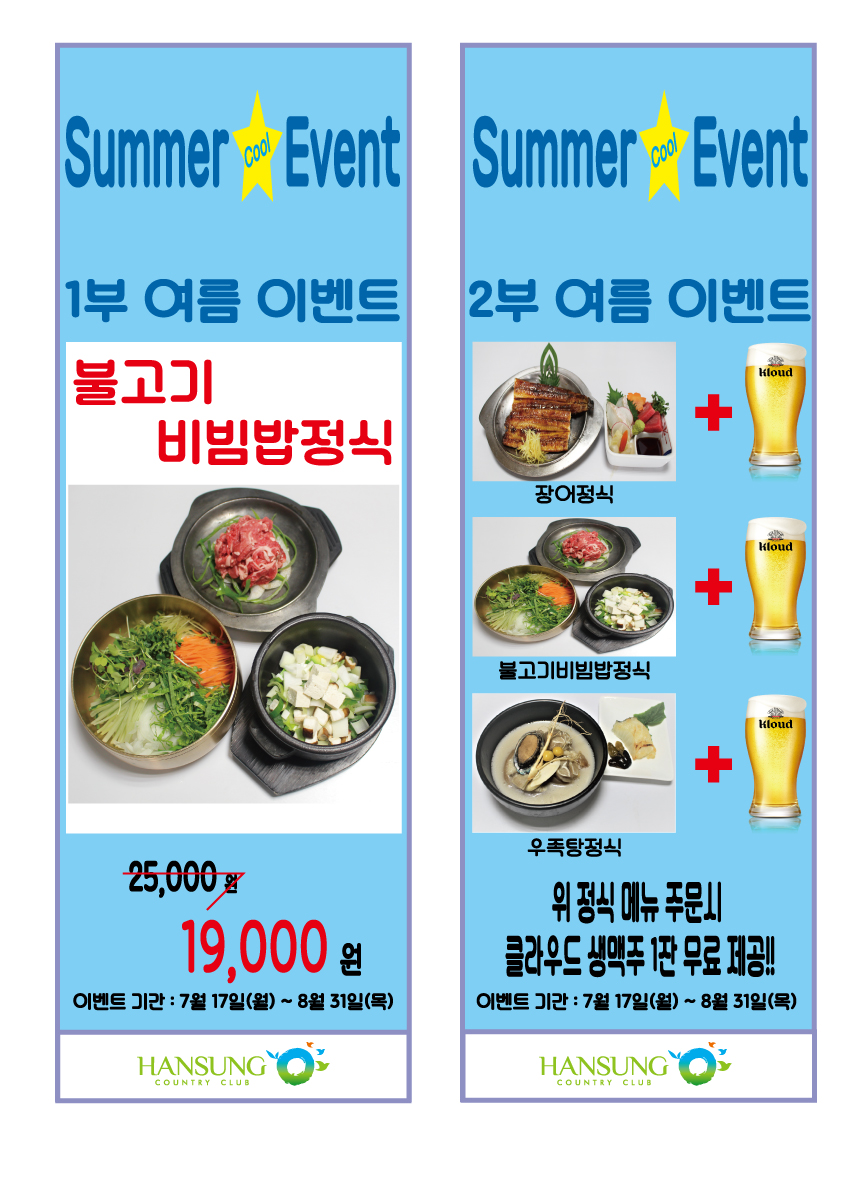 Summer Cool Event
1부 여름 이벤트
불고기
비빔밥정식
25,000 원
19,000 원
이벤트 기간 : 7월 17일(월) ~ 8월 31일(목)
HANSUNG
COUNTRY CLUB
Summer Cool Event
2부 여름 이벤트
Kloud
장어정식
Kloud
불고기비빔밥정식
Kloud
우족탕정식
위 정식 메뉴 주문시
클라우드 생맥주 1잔 무료 제공!!
이벤트 기간 : 7월 17일(월) ~ 8월 31일(목)
HANSUNG
COUNTRY CLUB